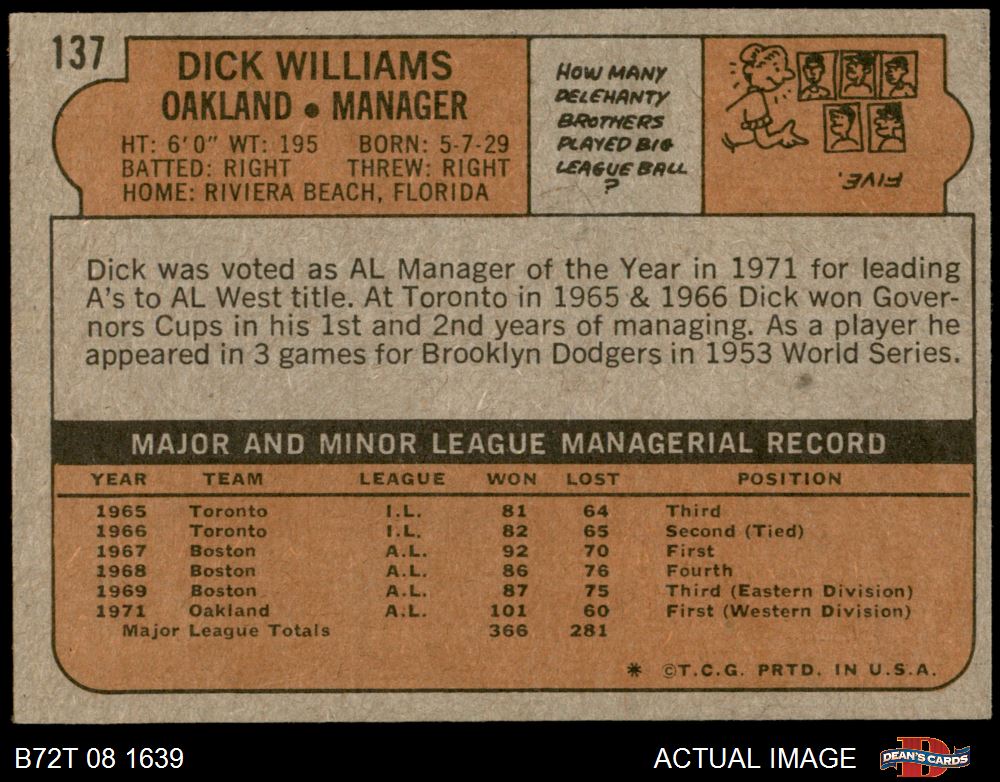 137
DICK WILLIAMS
OAKLAND • MANAGER
HT: 6'0" WT: 195 BORN: 5-7-29
BATTED: RIGHT THREW: RIGHT
HOME: RIVIERA BEACH, FLORIDA
HOW MANY
DELEHANTY
BROTHERS
PLAYED BIG
LEAGUE BALL
?
FIVE.
Dick was voted as AL Manager of the Year in 1971 for leading
A's to AL West title. At Toronto in 1965 & 1966 Dick won Gover-
nors Cups in his 1st and 2nd years of managing. As a player he
appeared in 3 games for Brooklyn Dodgers in 1953 World Series.
MAJOR AND MINOR LEAGUE MANAGERIAL RECORD
YEAR TEAM LEAGUE WON LOST POSITION
1965 Toronto I.L. 81 64 Third
1966 Toronto I.L. 82 65 Second (Tied)
1967 Boston A.L. 92 70 First
1968 Boston A.L. 86 76 Fourth
1969 Boston A.L. 87 75 Third (Eastern Division)
1971 Oakland A.L. 101 60 First (Western Division)
Major League Totals 366 281
* ©T.C.G. PRTD. IN U.S.A.
B72T 08 1639 ACTUAL IMAGE DEAN'S CARDS